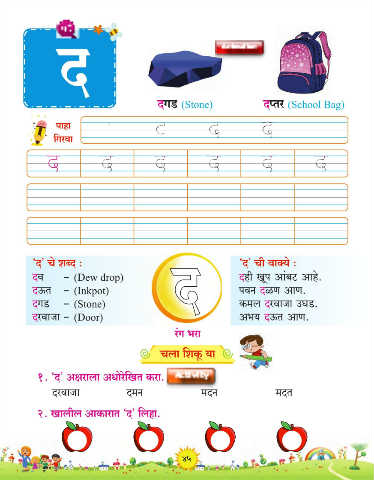 द
दगड (Stone)
दप्तर (School Bag)
पाहा
गिरवा
द द द
द द द द द द
'द' चे शब्द :
दव – (Dew drop)
दऊत – (Inkpot)
दगड – (Stone)
दरवाजा – (Door)
द
'द' ची वाक्ये :
दही खूप आंबट आहे.
पवन दळण आण.
कमल दरवाजा उघड.
अभय दऊत आण.
रंग भरा
चला शिकू या
१. 'द' अक्षराला अधोरेखित करा.
Activity
दरवाजा दमन मदन मदत
२. खालील आकारात 'द' लिहा.
४५